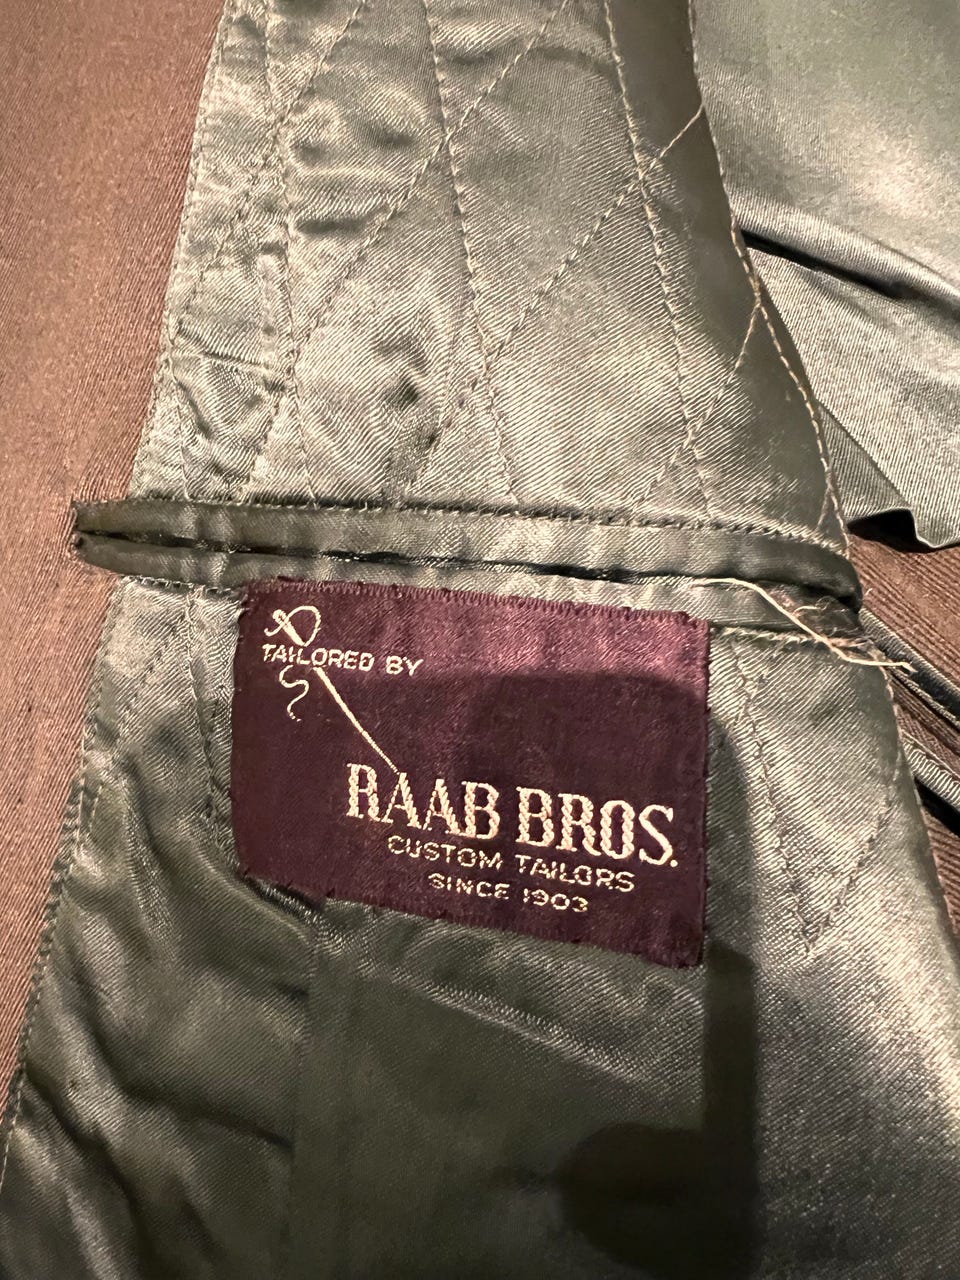 TAILORED BY
RAAB BROS.
CUSTOM TAILORS
SINCE 1903